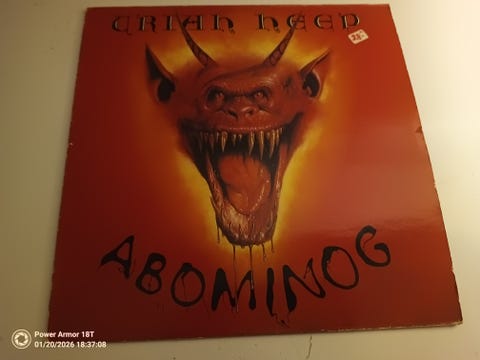 URIAH HEEP
ABOMINOG
Power Armor 18T
01/20/2026 18:37:08